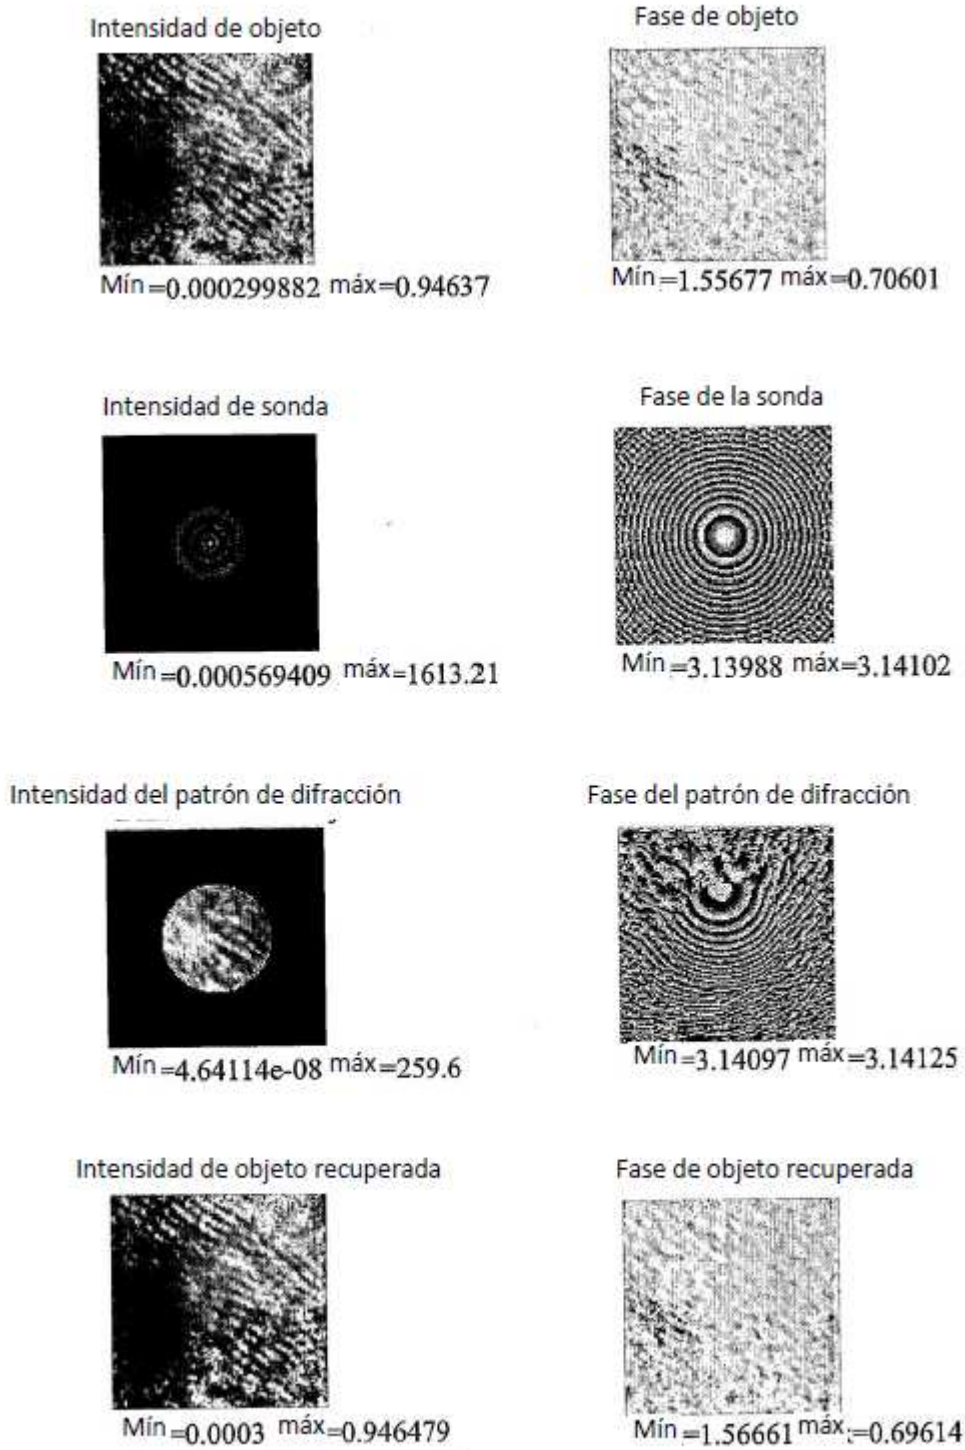 Intensidad de objeto
Fase de objeto
Mín=0.000299882 máx=0.94637
Mín=1.55677 máx=0.70601
Intensidad de sonda
Fase de la sonda
Mín=0.000569409 máx=1613.21
Mín=3.13988 máx=3.14102
Intensidad del patrón de difracción
Fase del patrón de difracción
Mín=4.64114e-08 máx=259.6
Mín=3.14097 máx=3.14125
Intensidad de objeto recuperada
Fase de objeto recuperada
Mín=0.0003 máx=0.946479
Mín=1.56661 máx.=0.69614